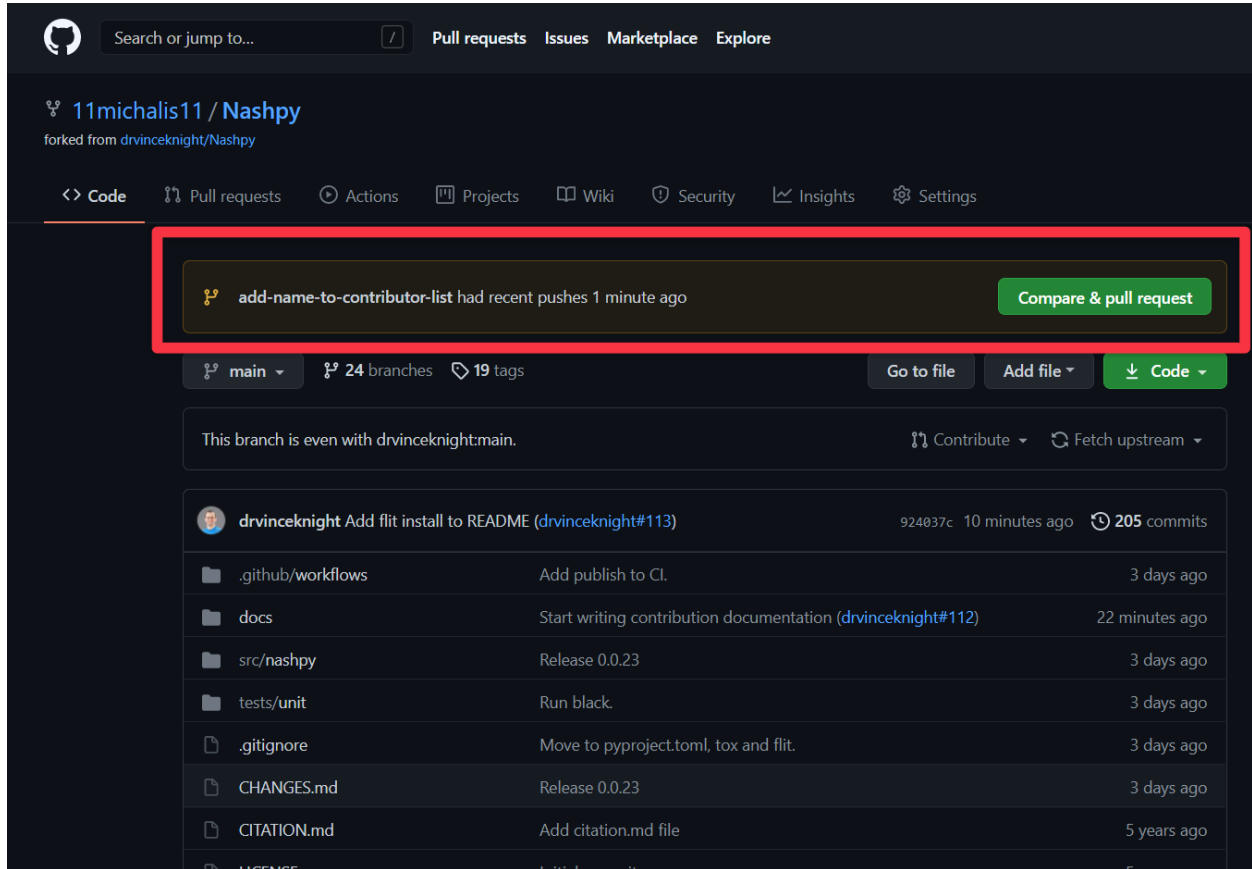 Search or jump to... / Pull requests Issues Marketplace Explore
11michalis11 / Nashpy
forked from drvinceknight/Nashpy
<> Code Pull requests Actions Projects Wiki Security Insights Settings
add-name-to-contributor-list had recent pushes 1 minute ago Compare & pull request
main 24 branches 19 tags Go to file Add file Code
This branch is even with drvinceknight:main. Contribute Fetch upstream
drvinceknight Add flit install to README (drvinceknight#113) 924037c 10 minutes ago 205 commits
.github/workflows Add publish to CI. 3 days ago
docs Start writing contribution documentation (drvinceknight#112) 22 minutes ago
src/nashpy Release 0.0.23 3 days ago
tests/unit Run black. 3 days ago
.gitignore Move to pyproject.toml, tox and flit. 3 days ago
CHANGES.md Release 0.0.23 3 days ago
CITATION.md Add citation.md file 5 years ago